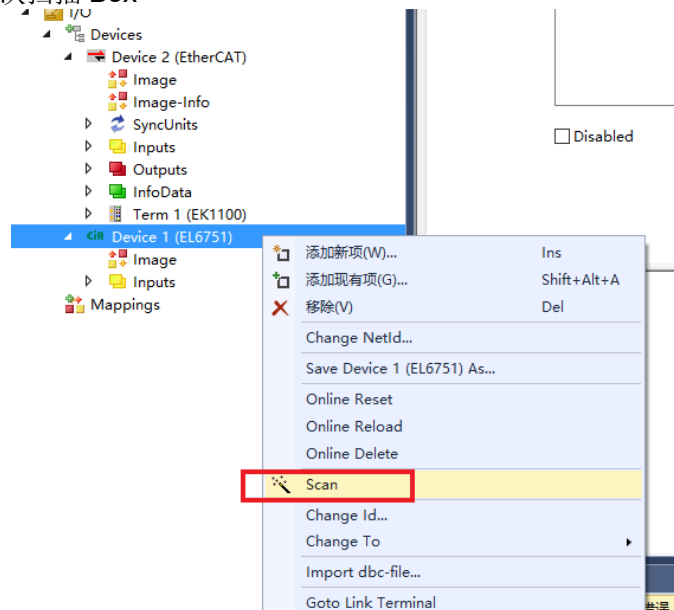 I/O
Devices
Device 2 (EtherCAT)
Image
Image-Info
SyncUnits
Inputs
Outputs
InfoData
Term 1 (EK1100)
Device 1 (EL6751)
Image
Inputs
Mappings
Disabled
添加新项(W)... Ins
添加现有项(G)... Shift+Alt+A
移除(V) Del
Change NetId...
Save Device 1 (EL6751) As...
Online Reset
Online Reload
Online Delete
Scan
Change Id...
Change To
Import dbc-file...
Goto Link Terminal
错误